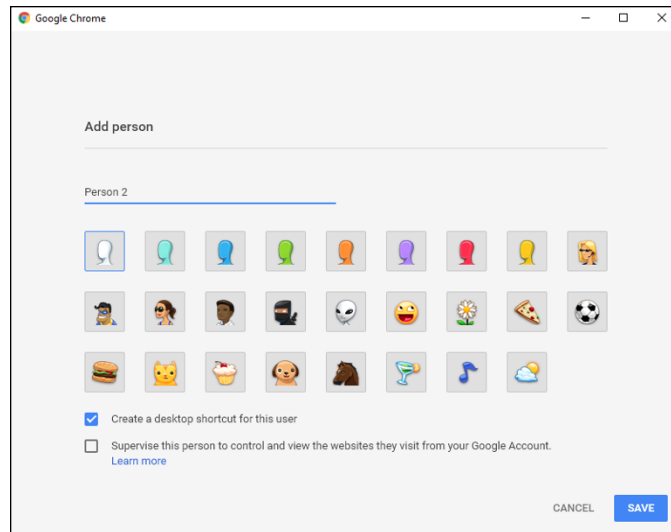 Google Chrome
Add person
Person 2
Create a desktop shortcut for this user
Supervise this person to control and view the websites they visit from your Google Account.
Learn more
CANCEL
SAVE